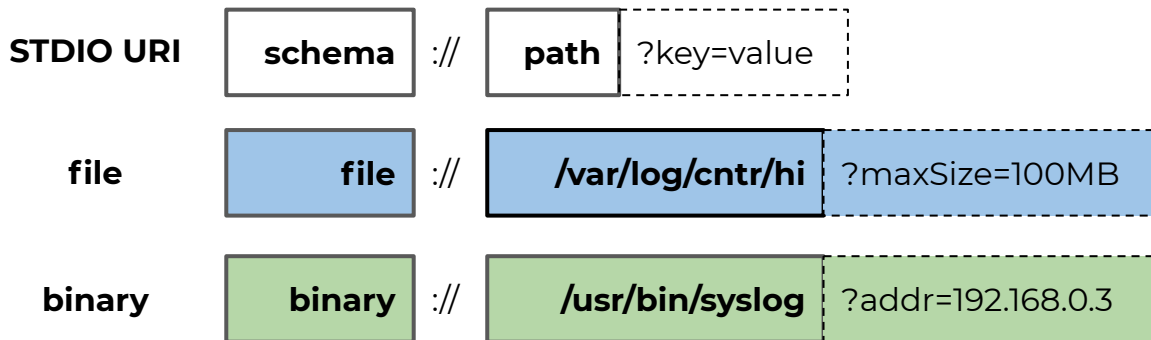 STDIO URI schema :// path ?key=value
file file :// /var/log/cntr/hi ?maxSize=100MB
binary binary :// /usr/bin/syslog ?addr=192.168.0.3